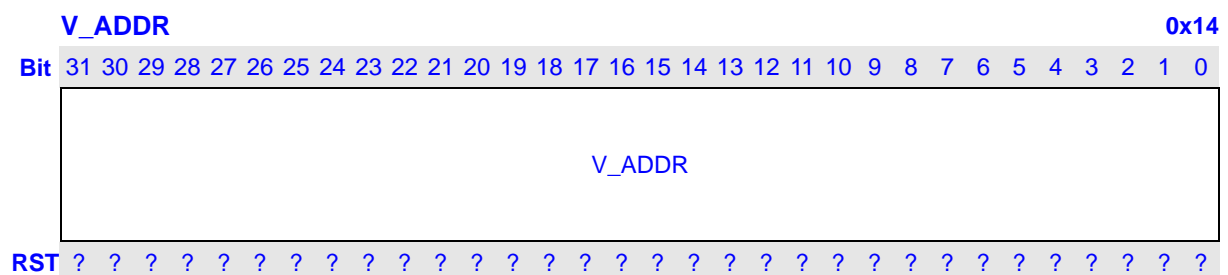 V_ADDR 0x14
Bit 31 30 29 28 27 26 25 24 23 22 21 20 19 18 17 16 15 14 13 12 11 10 9 8 7 6 5 4 3 2 1 0
V_ADDR
RST ? ? ? ? ? ? ? ? ? ? ? ? ? ? ? ? ? ? ? ? ? ? ? ? ? ? ? ? ? ? ? ?